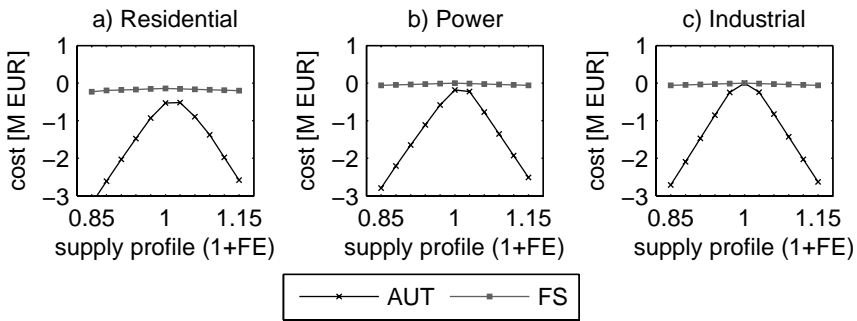 a) Residential
b) Power
c) Industrial
1
0
−1
−2
−3
cost [M EUR]
0.85
1
1.15
supply profile (1+FE)
1
0
−1
−2
−3
cost [M EUR]
0.85
1
1.15
supply profile (1+FE)
1
0
−1
−2
−3
cost [M EUR]
0.85
1
1.15
supply profile (1+FE)
AUT
FS